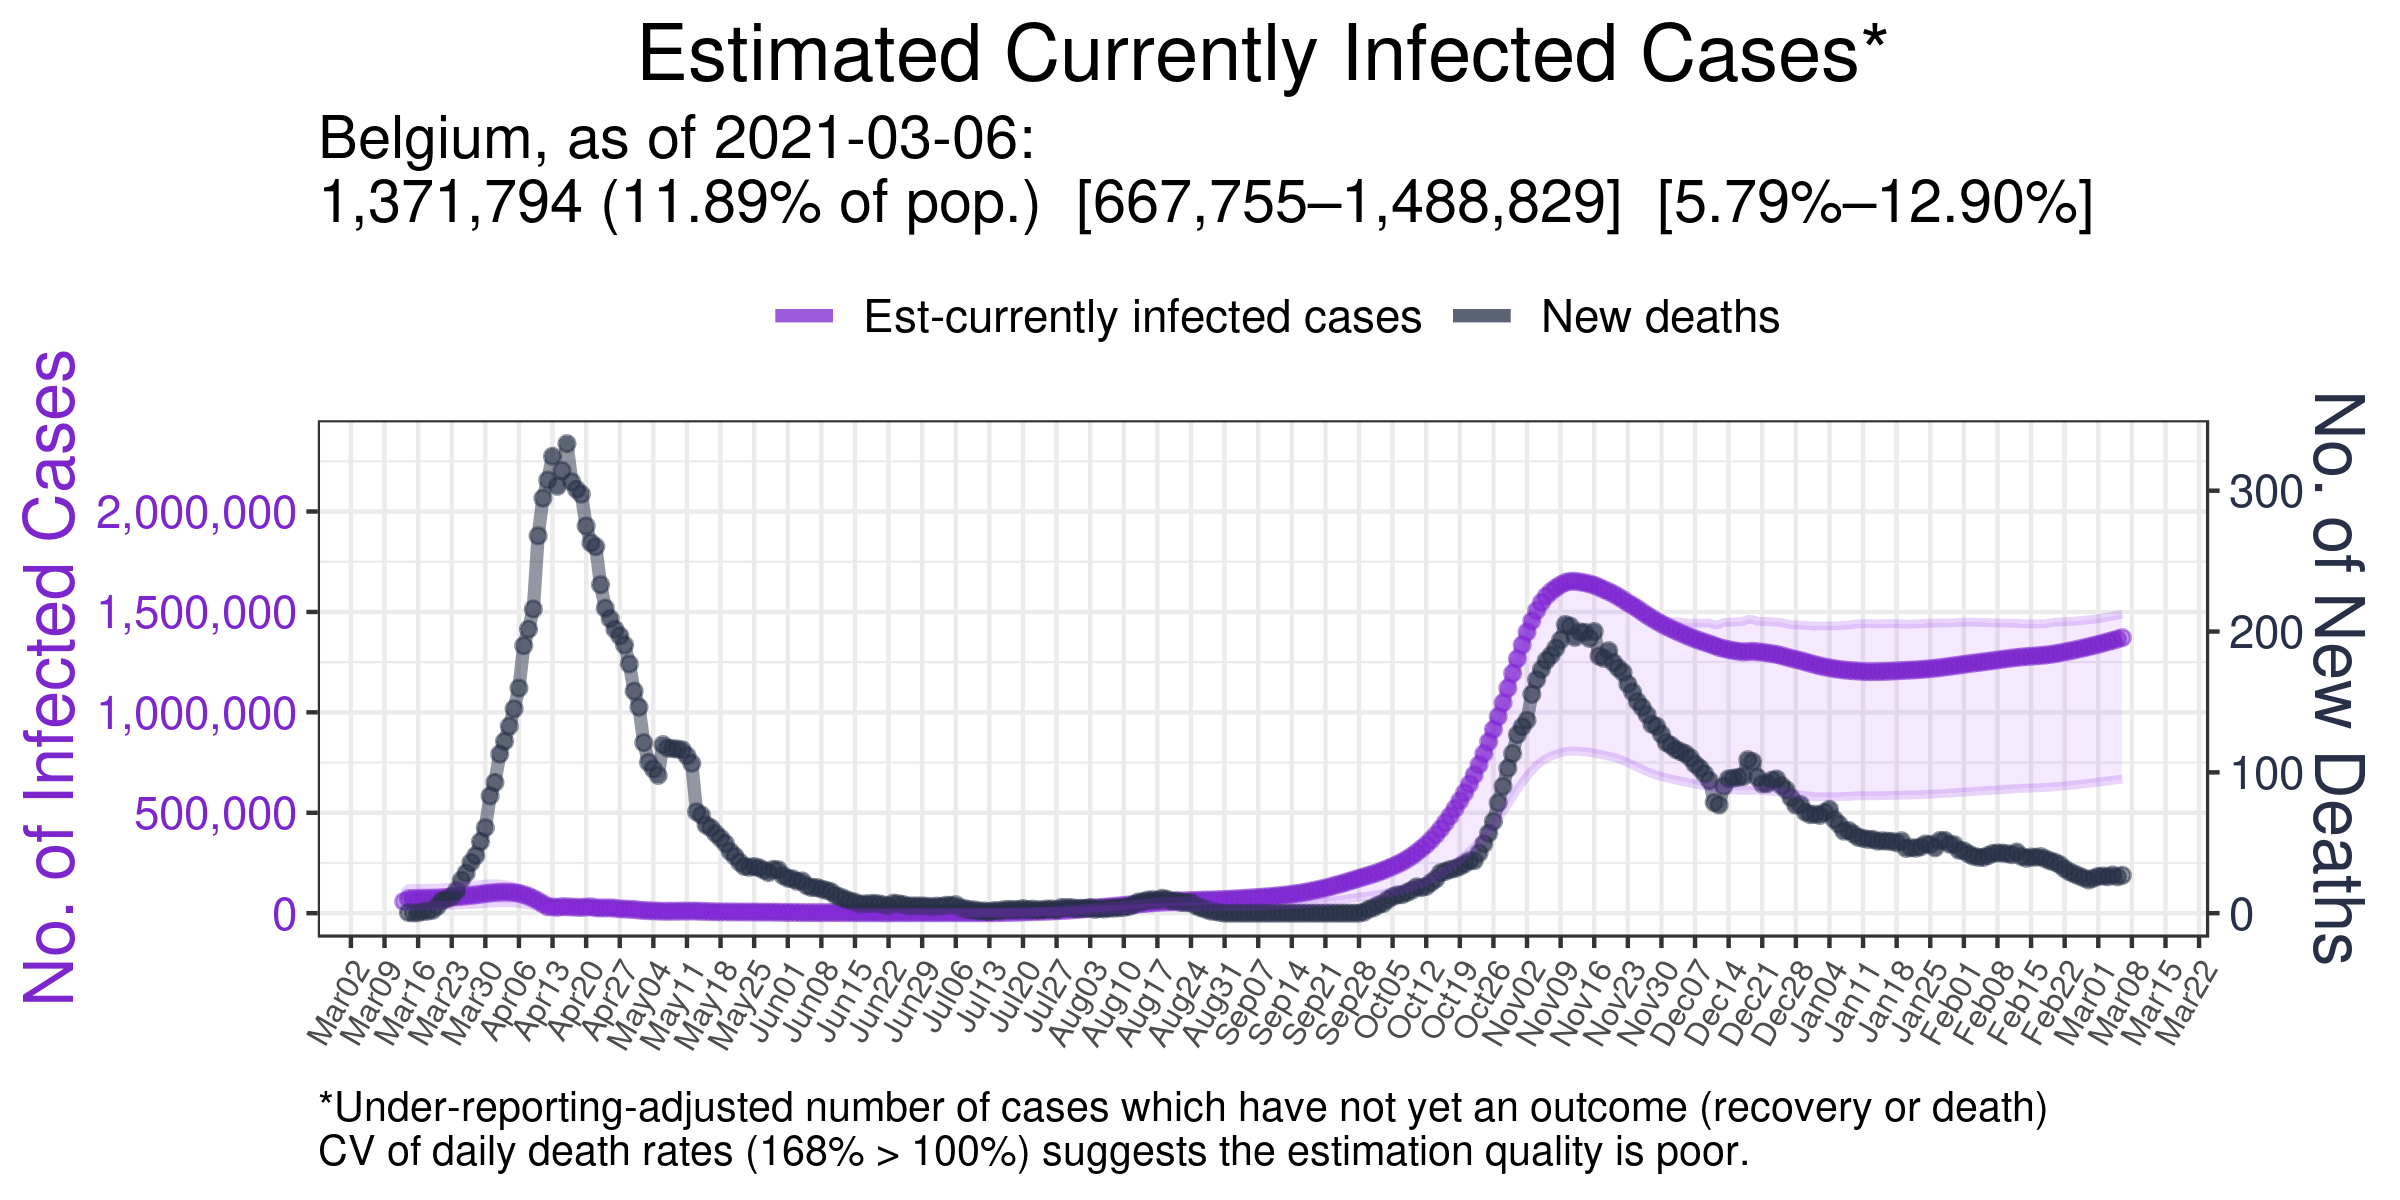 Estimated Currently Infected Cases*
Belgium, as of 2021-03-06:
1,371,794 (11.89% of pop.) [667,755–1,488,829] [5.79%–12.90%]
Est-currently infected cases
New deaths
No. of Infected Cases
2,000,000
1,500,000
1,000,000
500,000
0
No. of New Deaths
300
200
100
0
Mar02
Mar09
Mar16
Mar23
Mar30
Apr06
Apr13
Apr20
Apr27
May04
May11
May18
May25
Jun01
Jun08
Jun15
Jun22
Jun29
Jul06
Jul13
Jul20
Jul27
Aug03
Aug10
Aug17
Aug24
Aug31
Sep07
Sep14
Sep21
Sep28
Oct05
Oct12
Oct19
Oct26
Nov02
Nov09
Nov16
Nov23
Nov30
Dec07
Dec14
Dec21
Dec28
Jan04
Jan11
Jan18
Jan25
Feb01
Feb08
Feb15
Feb22
Mar01
Mar08
Mar15
Mar22
*Under-reporting-adjusted number of cases which have not yet an outcome (recovery or death)
CV of daily death rates (168% > 100%) suggests the estimation quality is poor.